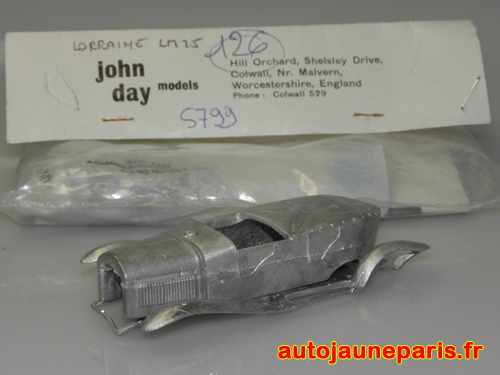 LORRAINE LM25
126
john
day models
Hill Orchard, Shelsley Drive,
Colwall, Nr. Malvern,
Worcestershire, England
Phone: Colwall 529
5799
autojauneparis.fr